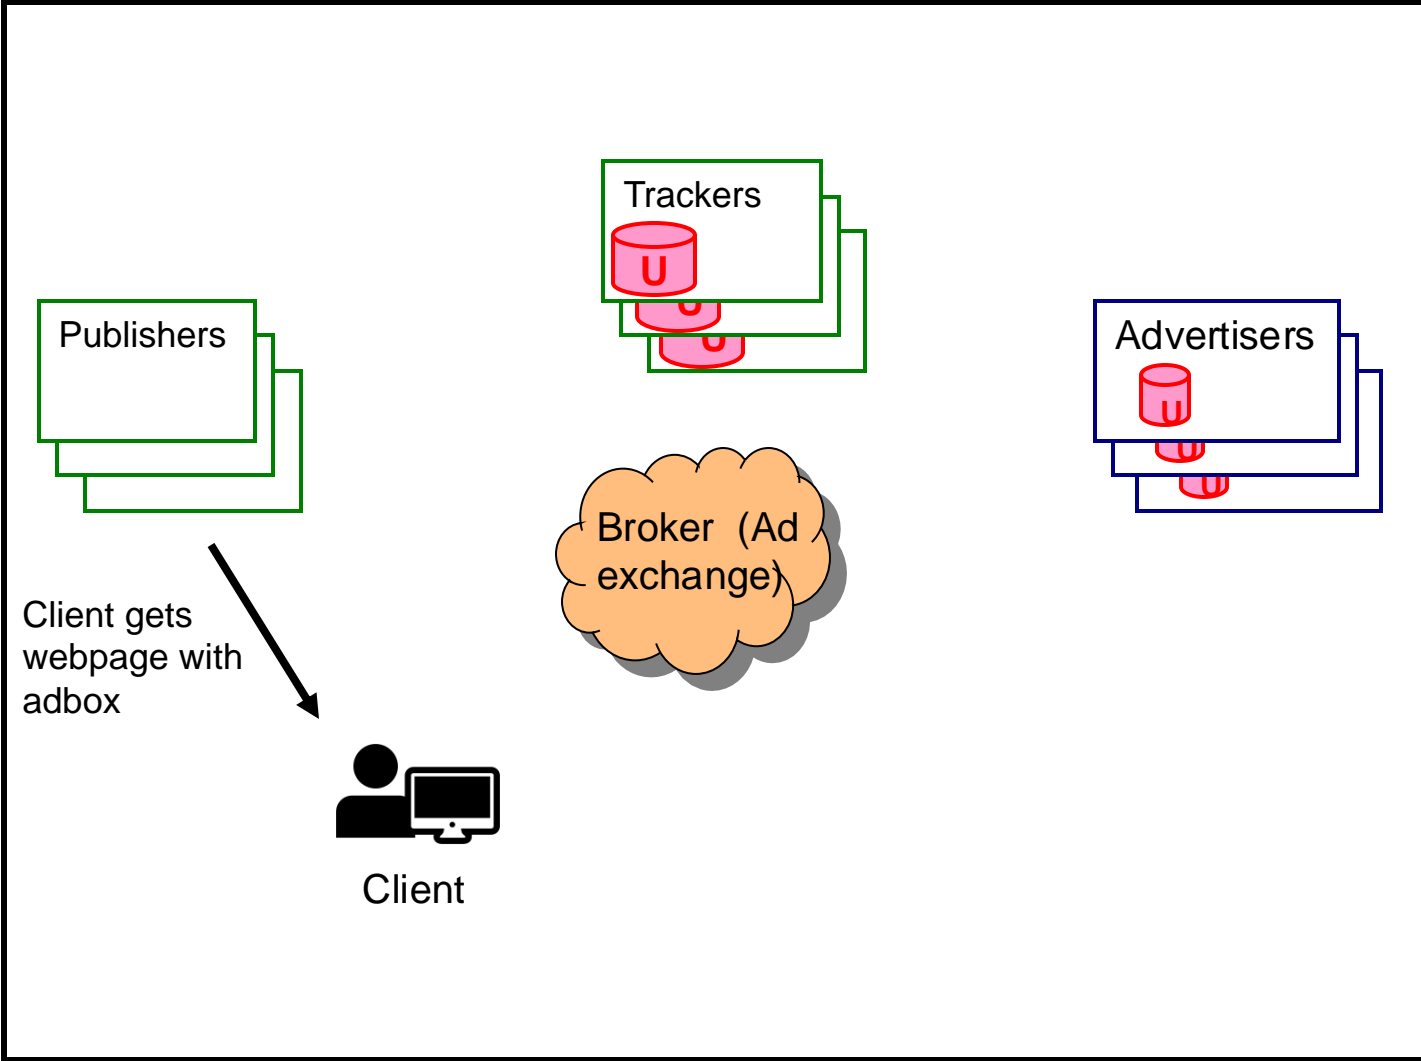 Trackers
U
U
U
Publishers
Advertisers
U
U
U
Broker (Ad
exchange)
Client gets
webpage with
adbox
Client